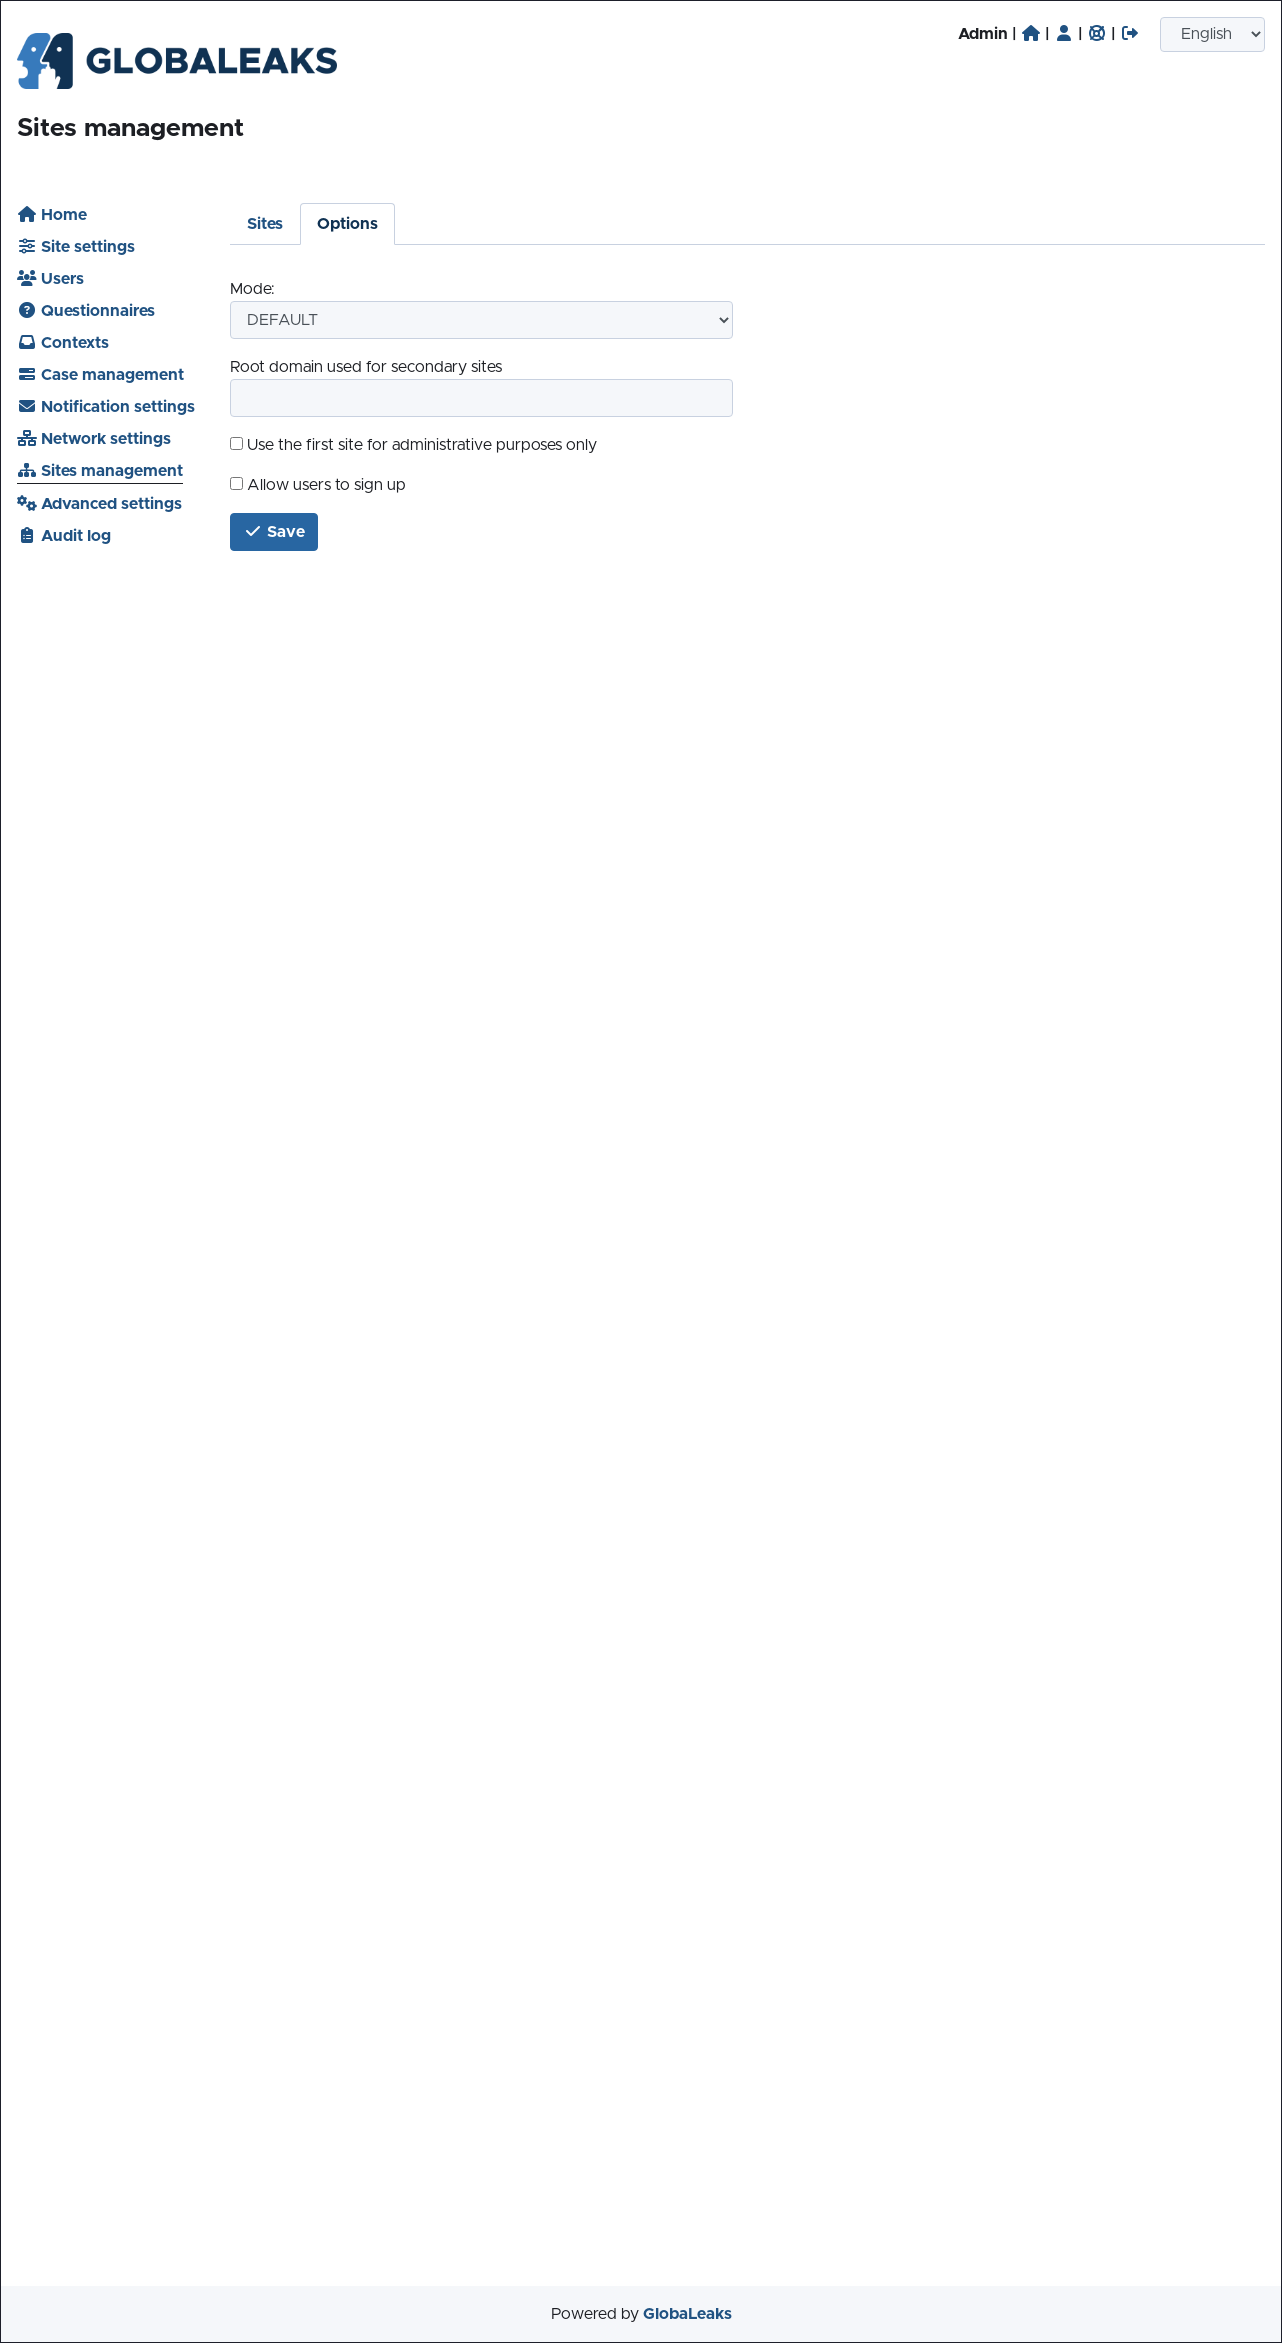 GLOBALEAKS
Admin | | | | English
Sites management
Home
Site settings
Users
Questionnaires
Contexts
Case management
Notification settings
Network settings
Sites management
Advanced settings
Audit log
Sites Options
Mode:
DEFAULT
Root domain used for secondary sites
Use the first site for administrative purposes only
Allow users to sign up
Save
Powered by GlobaLeaks